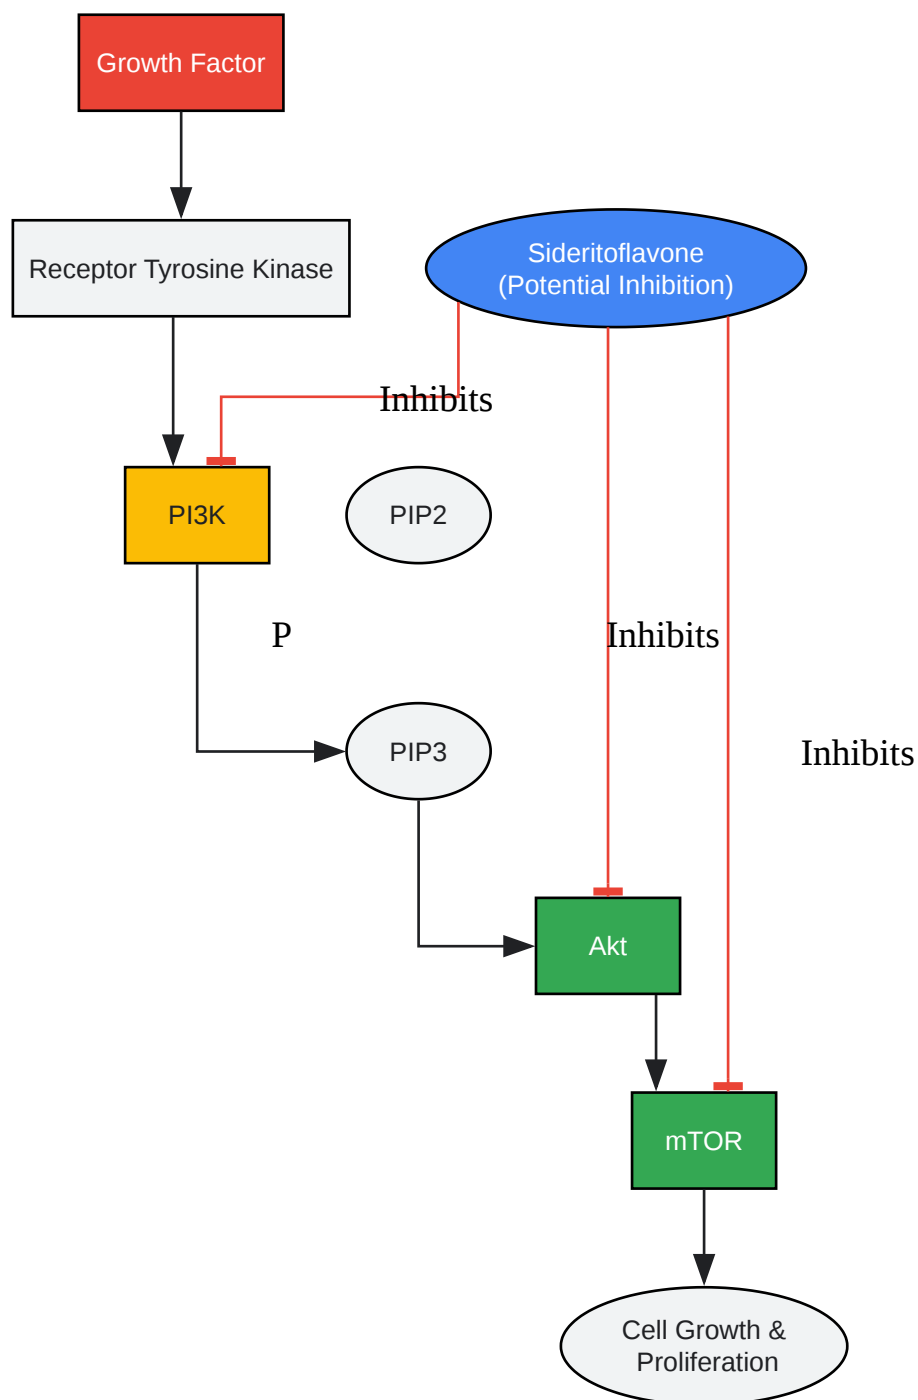 Growth Factor
Receptor Tyrosine Kinase
Sideritoflavone
(Potential Inhibition)
Inhibits
PI3K
PIP2
P
Inhibits
PIP3
Inhibits
Akt
mTOR
Cell Growth &
Proliferation